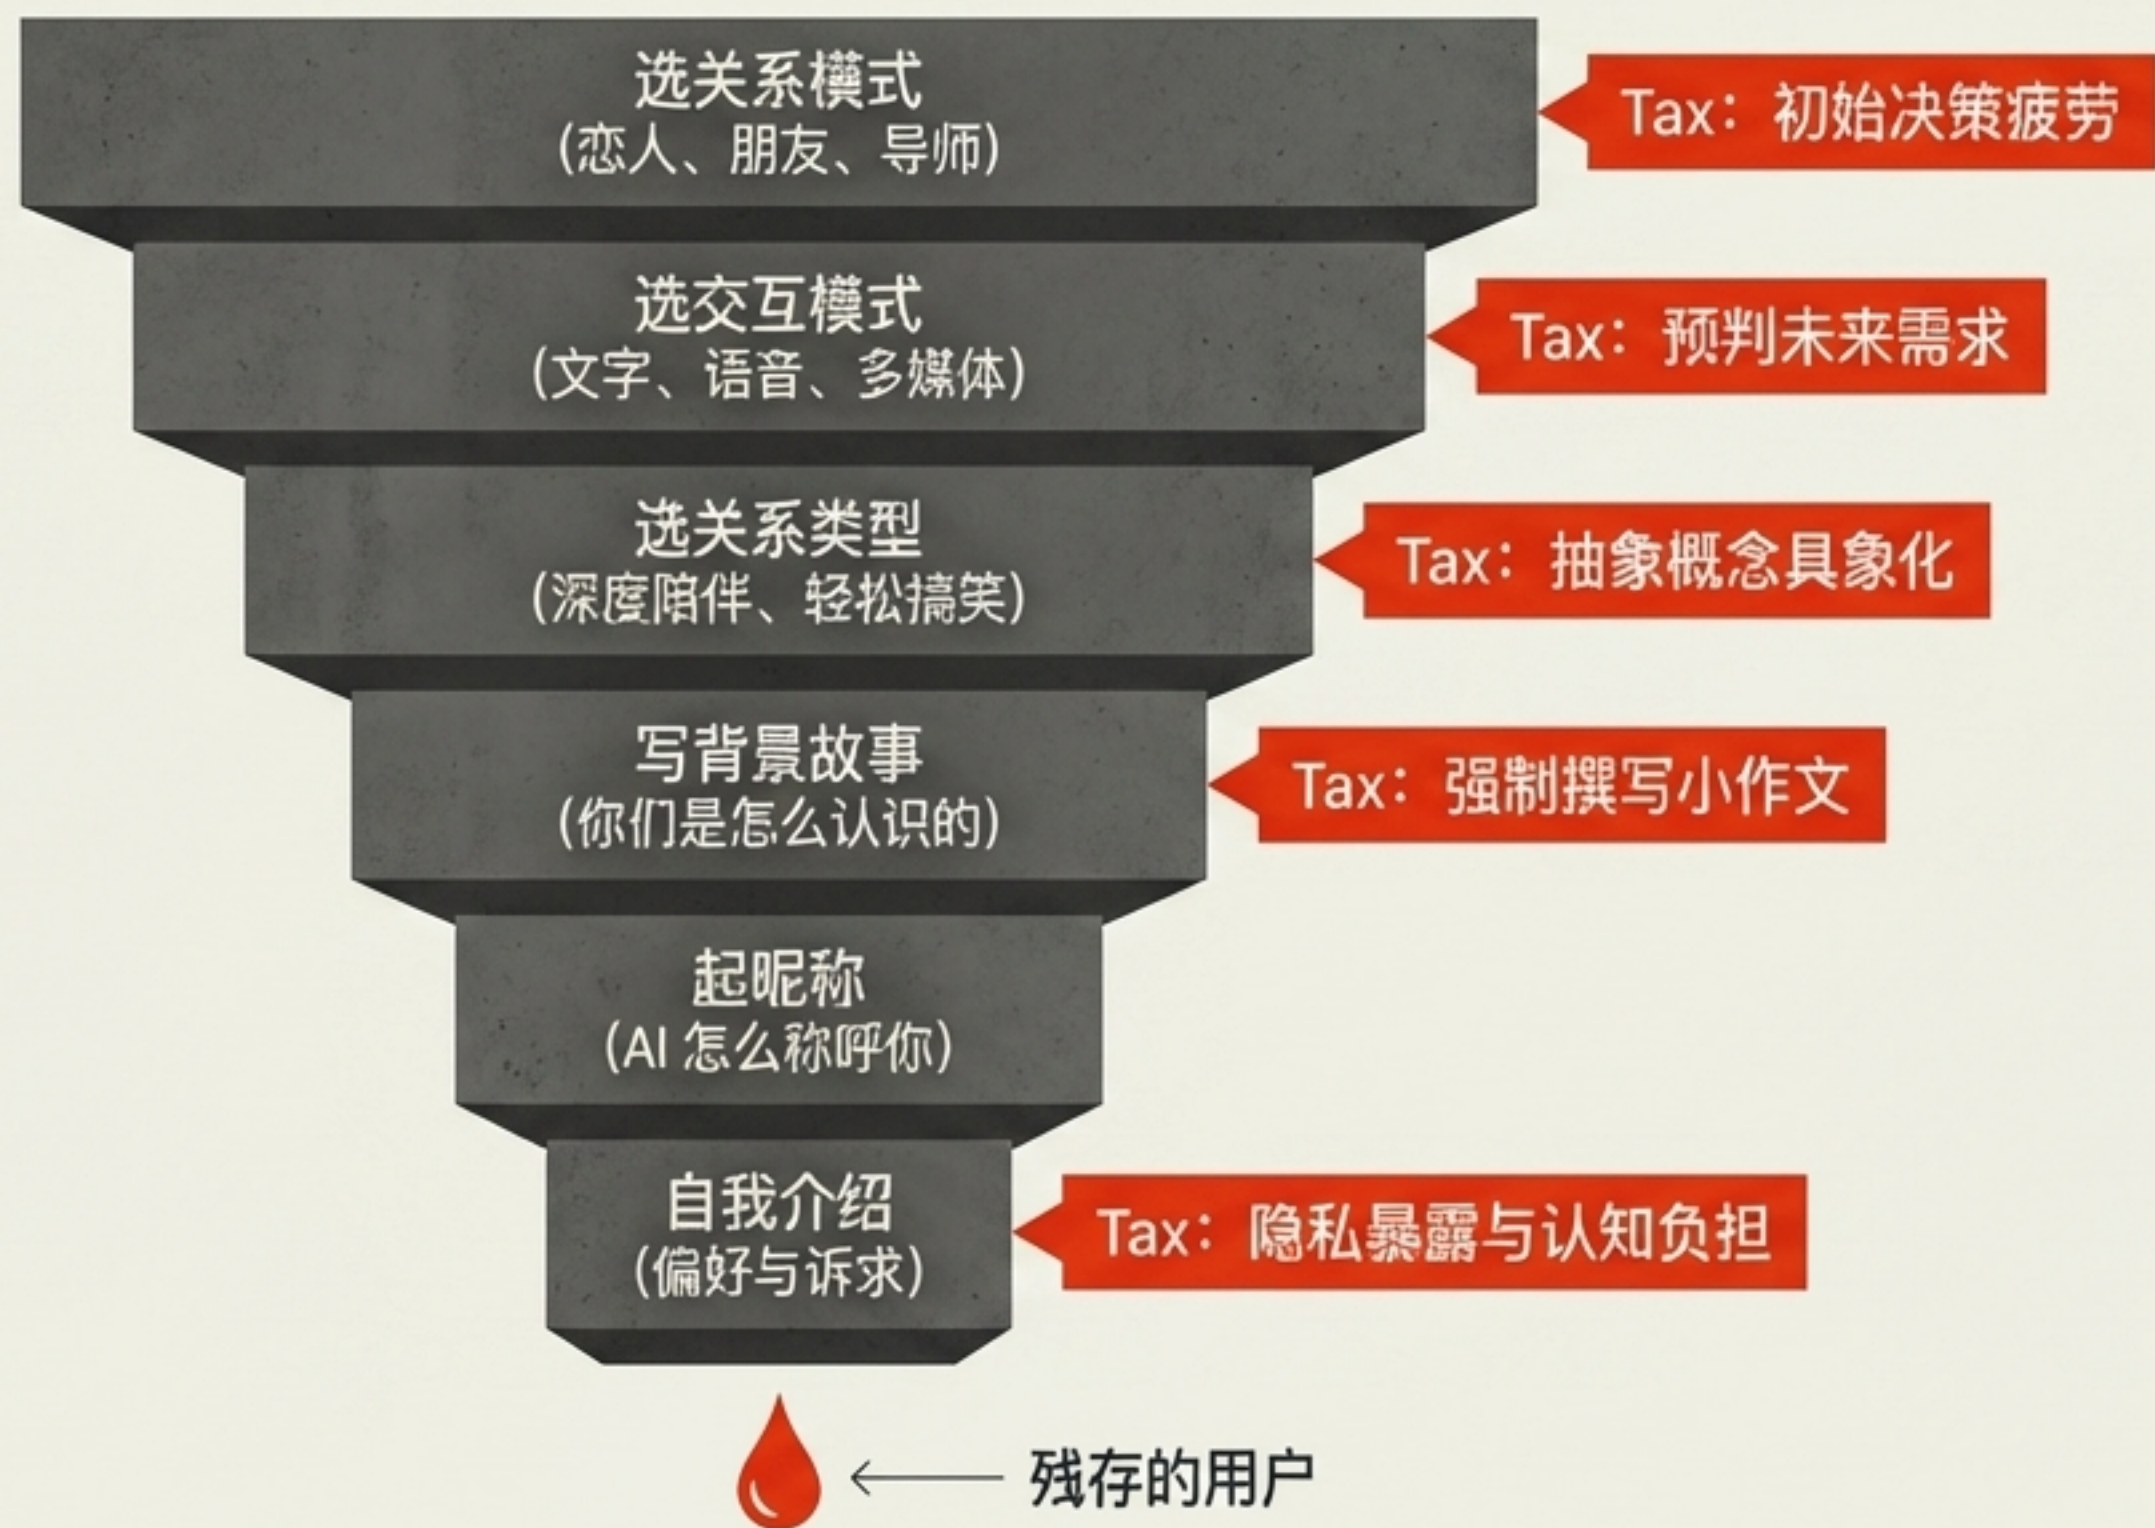 选关系模式
(恋人、朋友、导师)
Tax：初始决策疲劳
选交互模式
(文字、语音、多媒体)
Tax：预判未来需求
选关系类型
(深度陪伴、轻松搞笑)
Tax：抽象概念具象化
写背景故事
(你们是怎么认识的)
Tax：强制撰写小作文
起昵称
(AI 怎么称呼你)
自我介绍
(偏好与诉求)
Tax：隐私暴露与认知负担
残存的用户